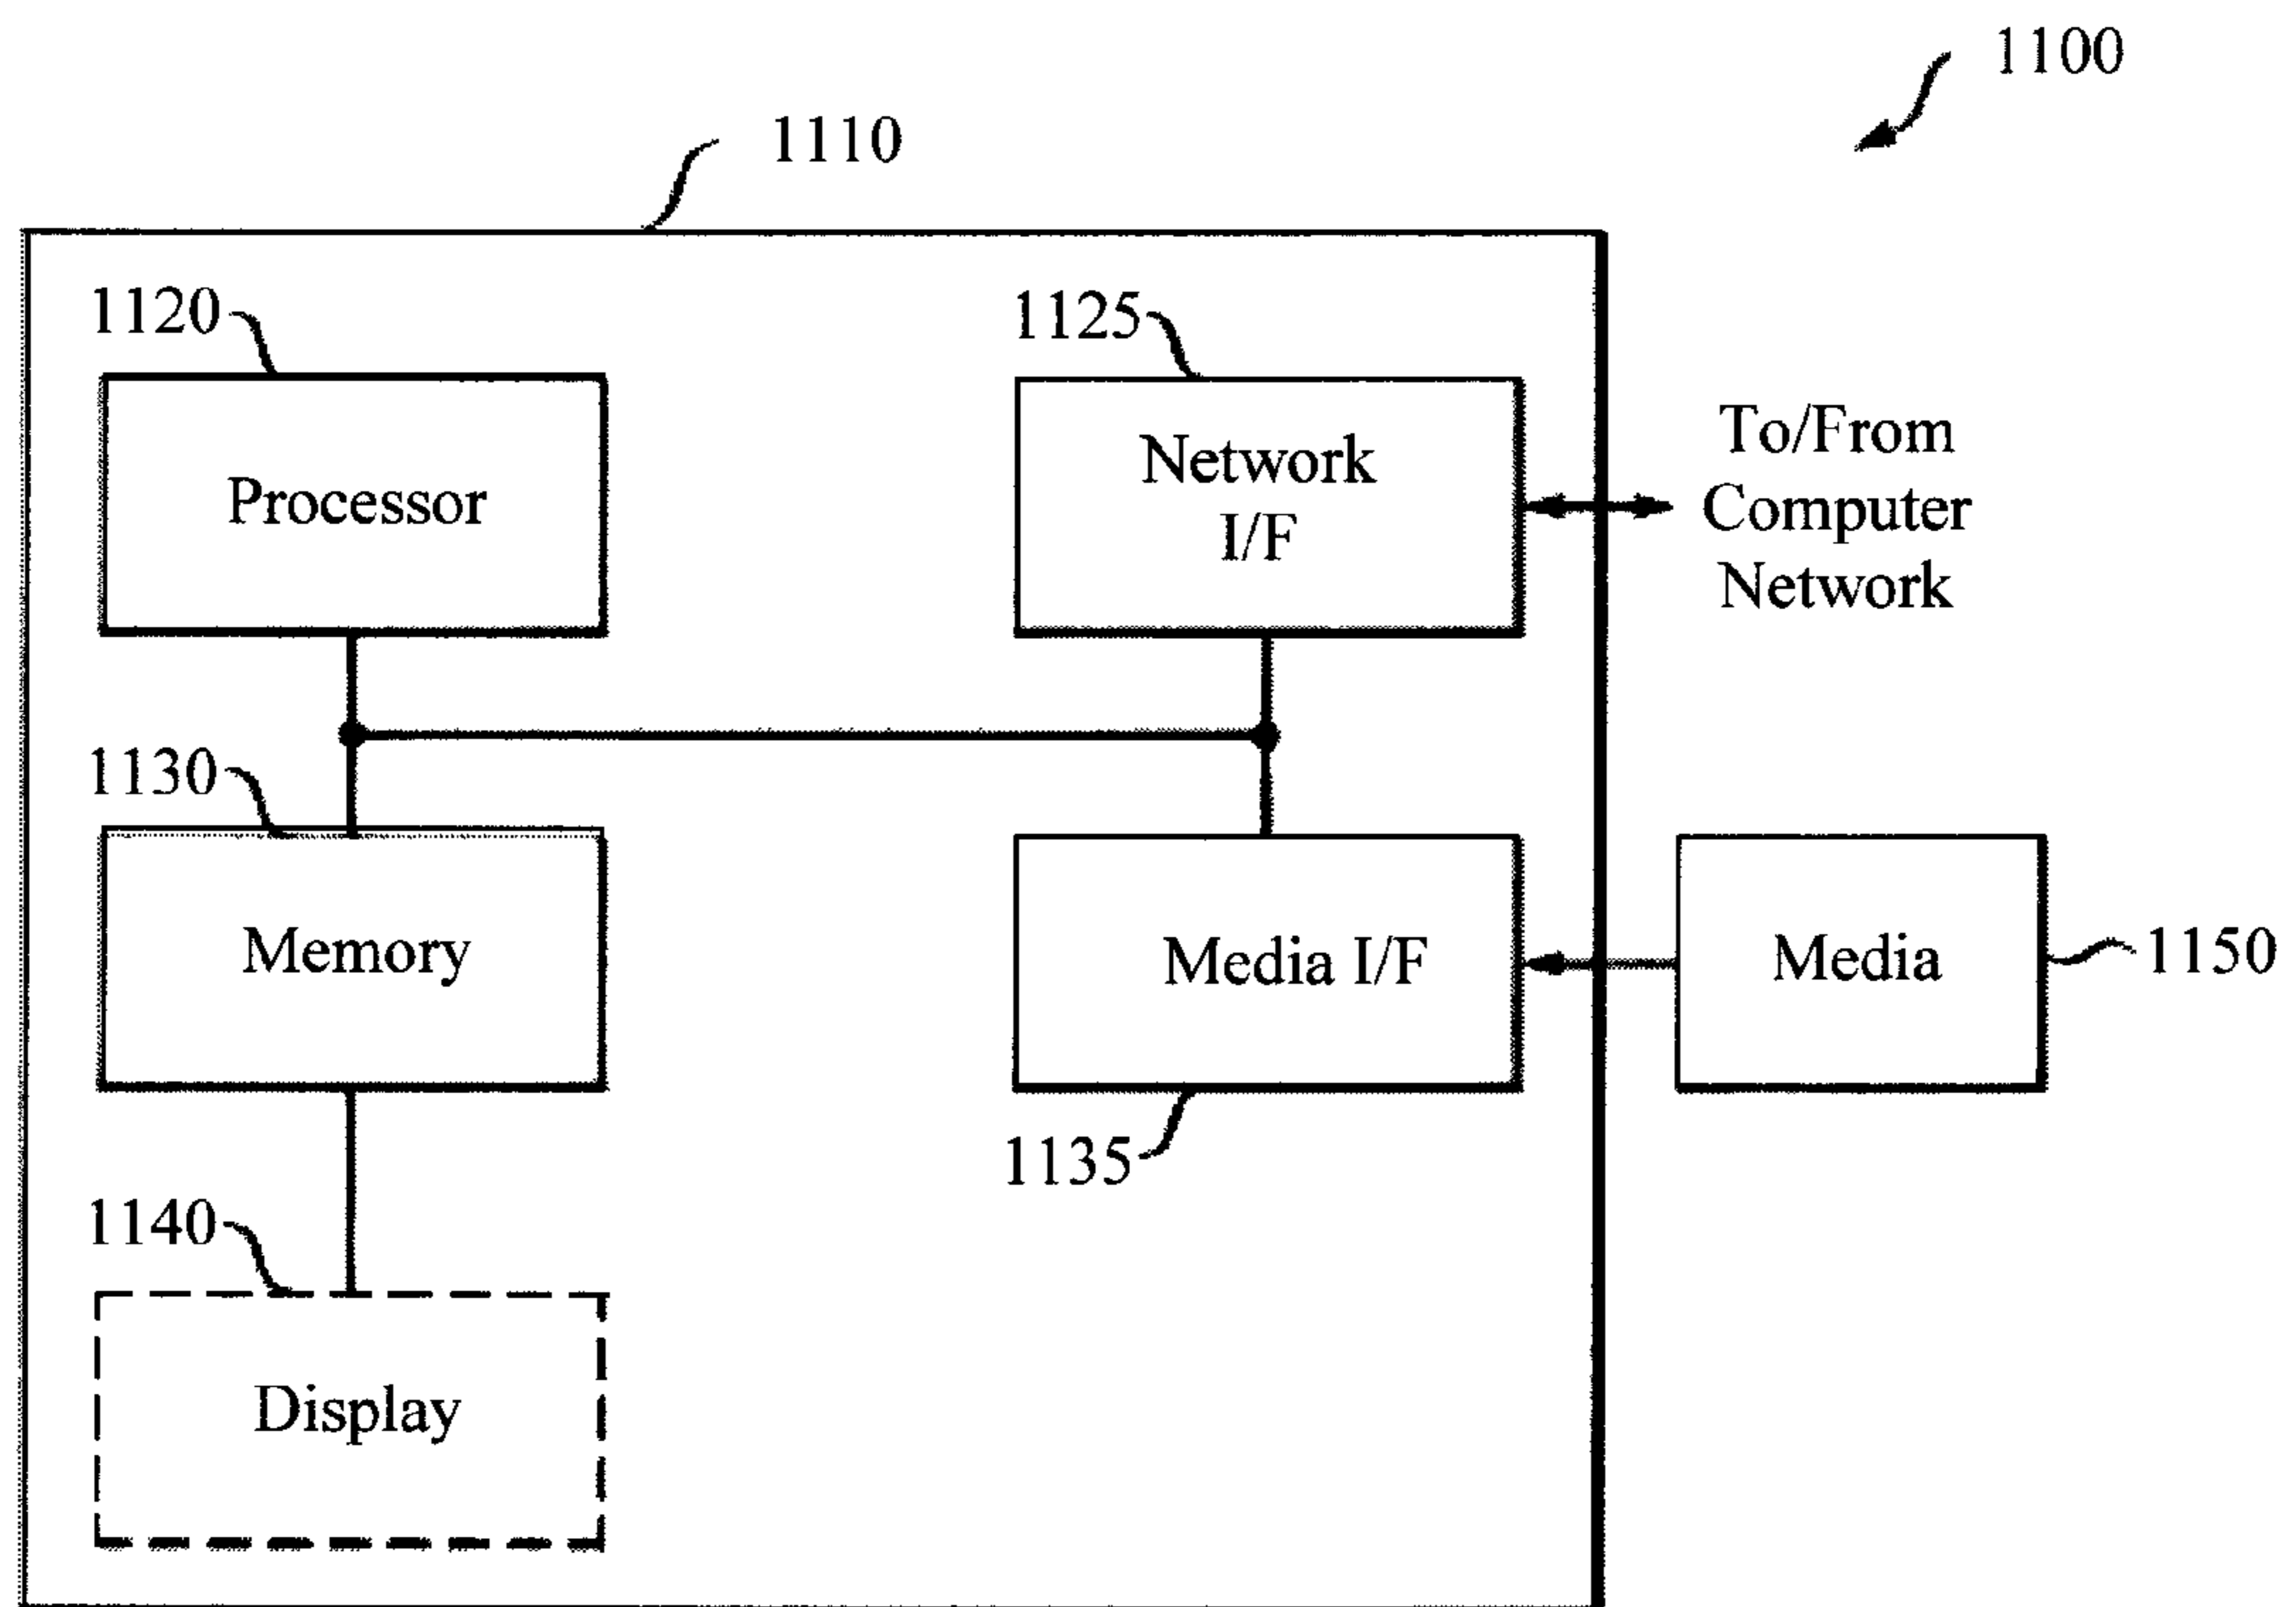 1100
1110
1120
1125
Processor
Network
I/F
To/From
Computer
Network
1130
Memory
Media I/F
Media
1150
1135
1140
Display